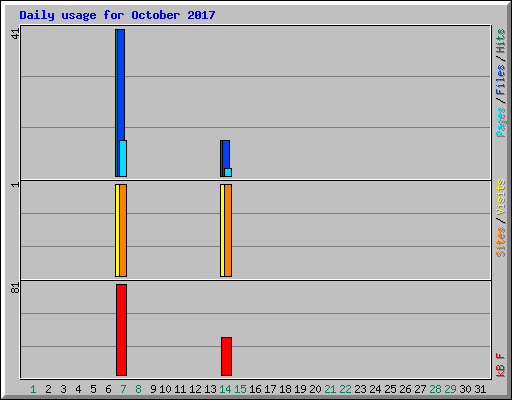 Daily usage for October 2017
41
Pages / Files / Hits
1
Sites / Visits
81
kB F
1 2 3 4 5 6 7 8 9 10 11 12 13 14 15 16 17 18 19 20 21 22 23 24 25 26 27 28 29 30 31